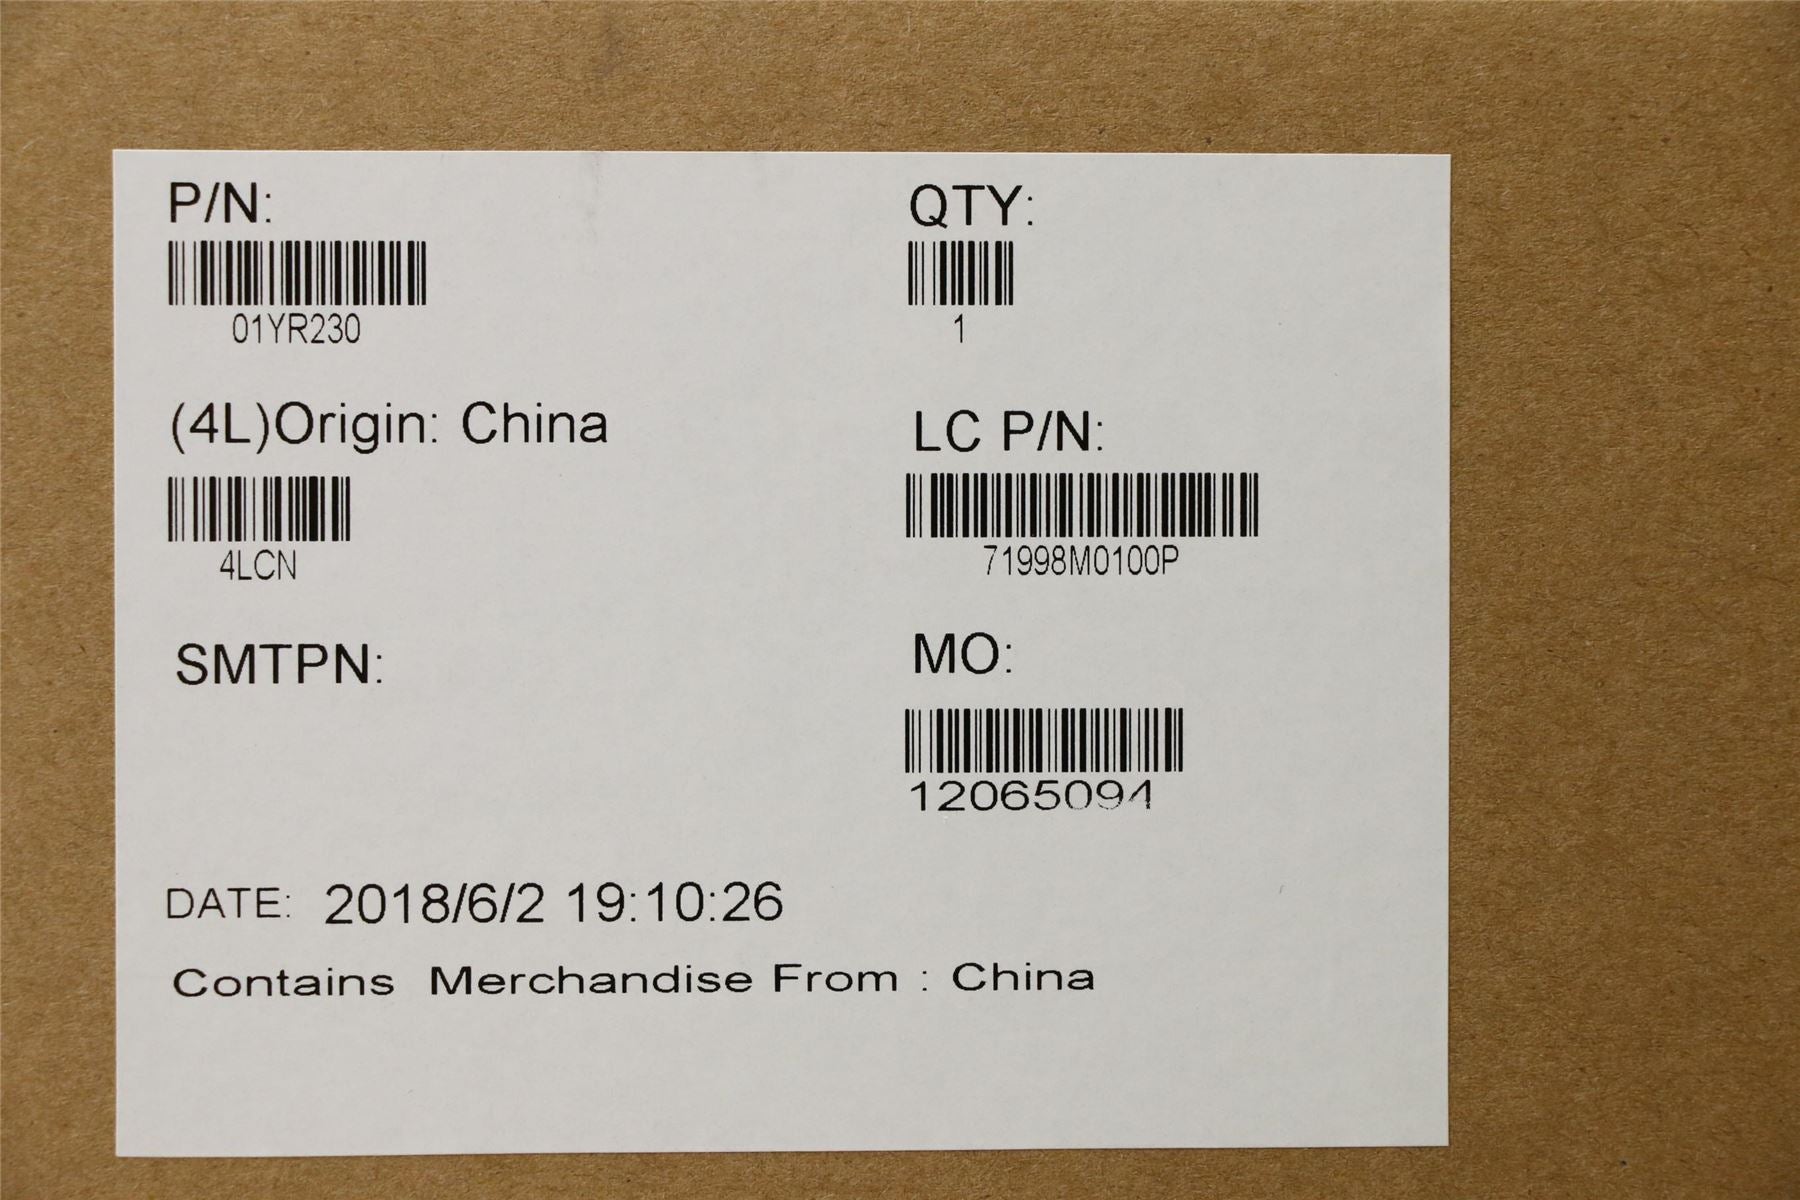 P/N:
01YR230
QTY:
1
(4L)Origin: China
4LCN
LC P/N:
71998M0100P
SMTPN:
MO:
12065094
DATE: 2018/6/2 19:10:26
Contains Merchandise From : China